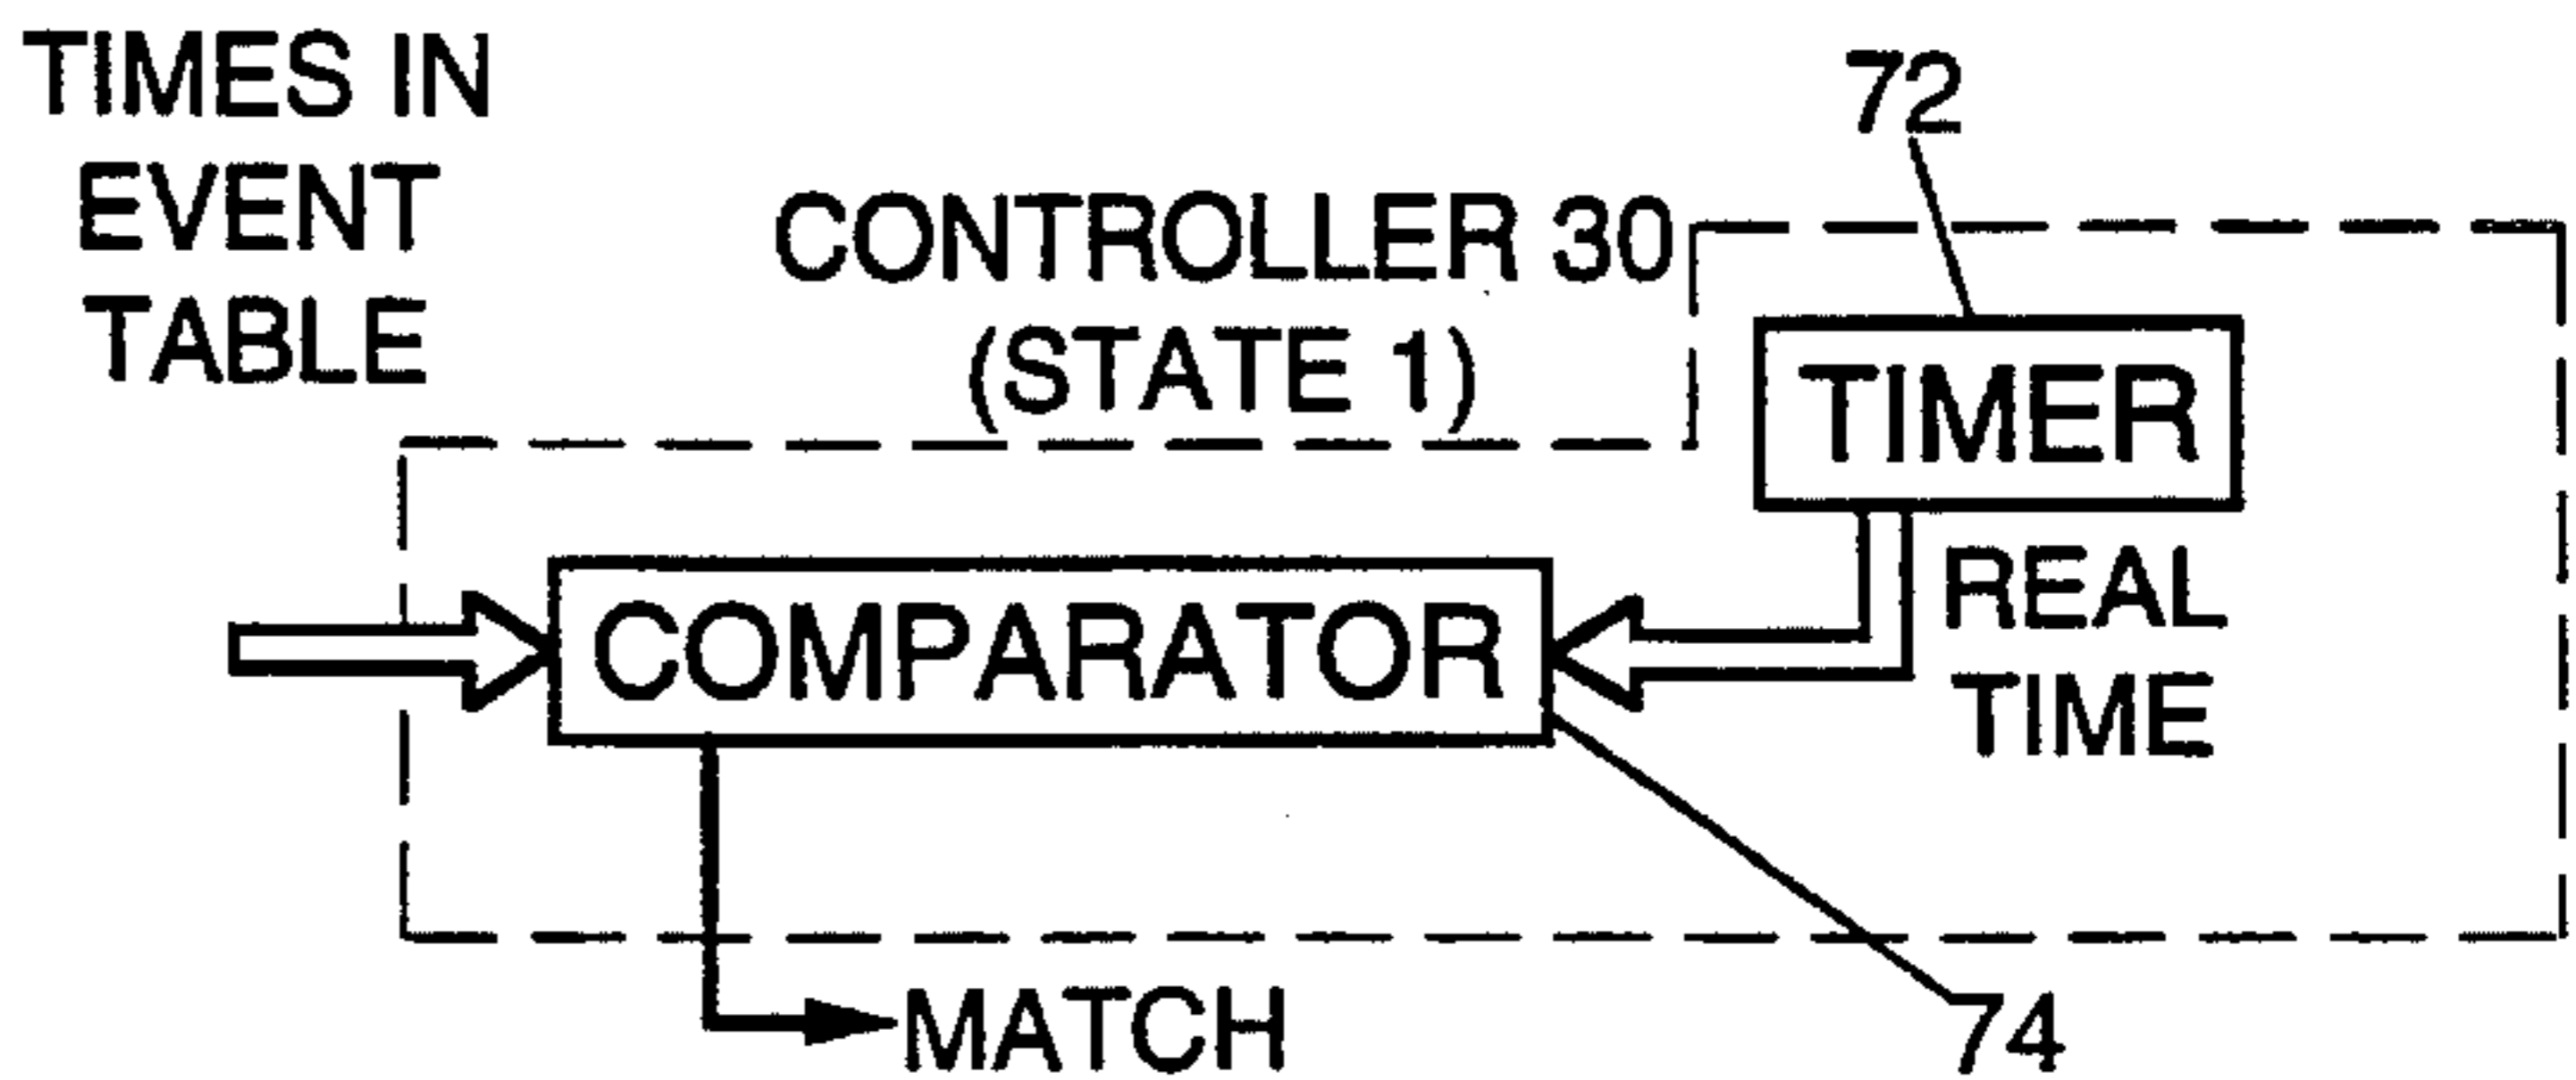 TIMES IN
EVENT
TABLE
CONTROLLER 30
(STATE 1)
72
TIMER
REAL
TIME
COMPARATOR
MATCH
74